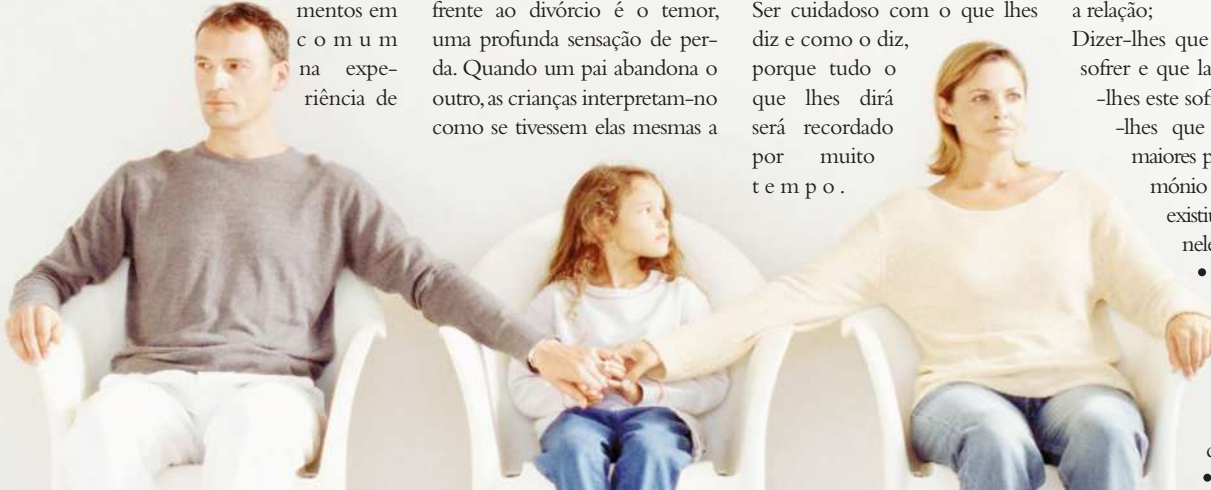 mentos em
comum
na expe-
riência de
frente ao divórcio é o temor,
uma profunda sensação de per-
da. Quando um pai abandona o
outro, as crianças interpretam-no
como se tivessem elas mesmas a
Ser cuidadoso com o que lhes
diz e como o diz,
porque tudo o
que lhes dirá
será recordado
por muito
tempo.
a relação;
Dizer-lhes que
sofrer e que la
-lhes este sof
-lhes que
maiores p
mónio
existiu
nele
•
•